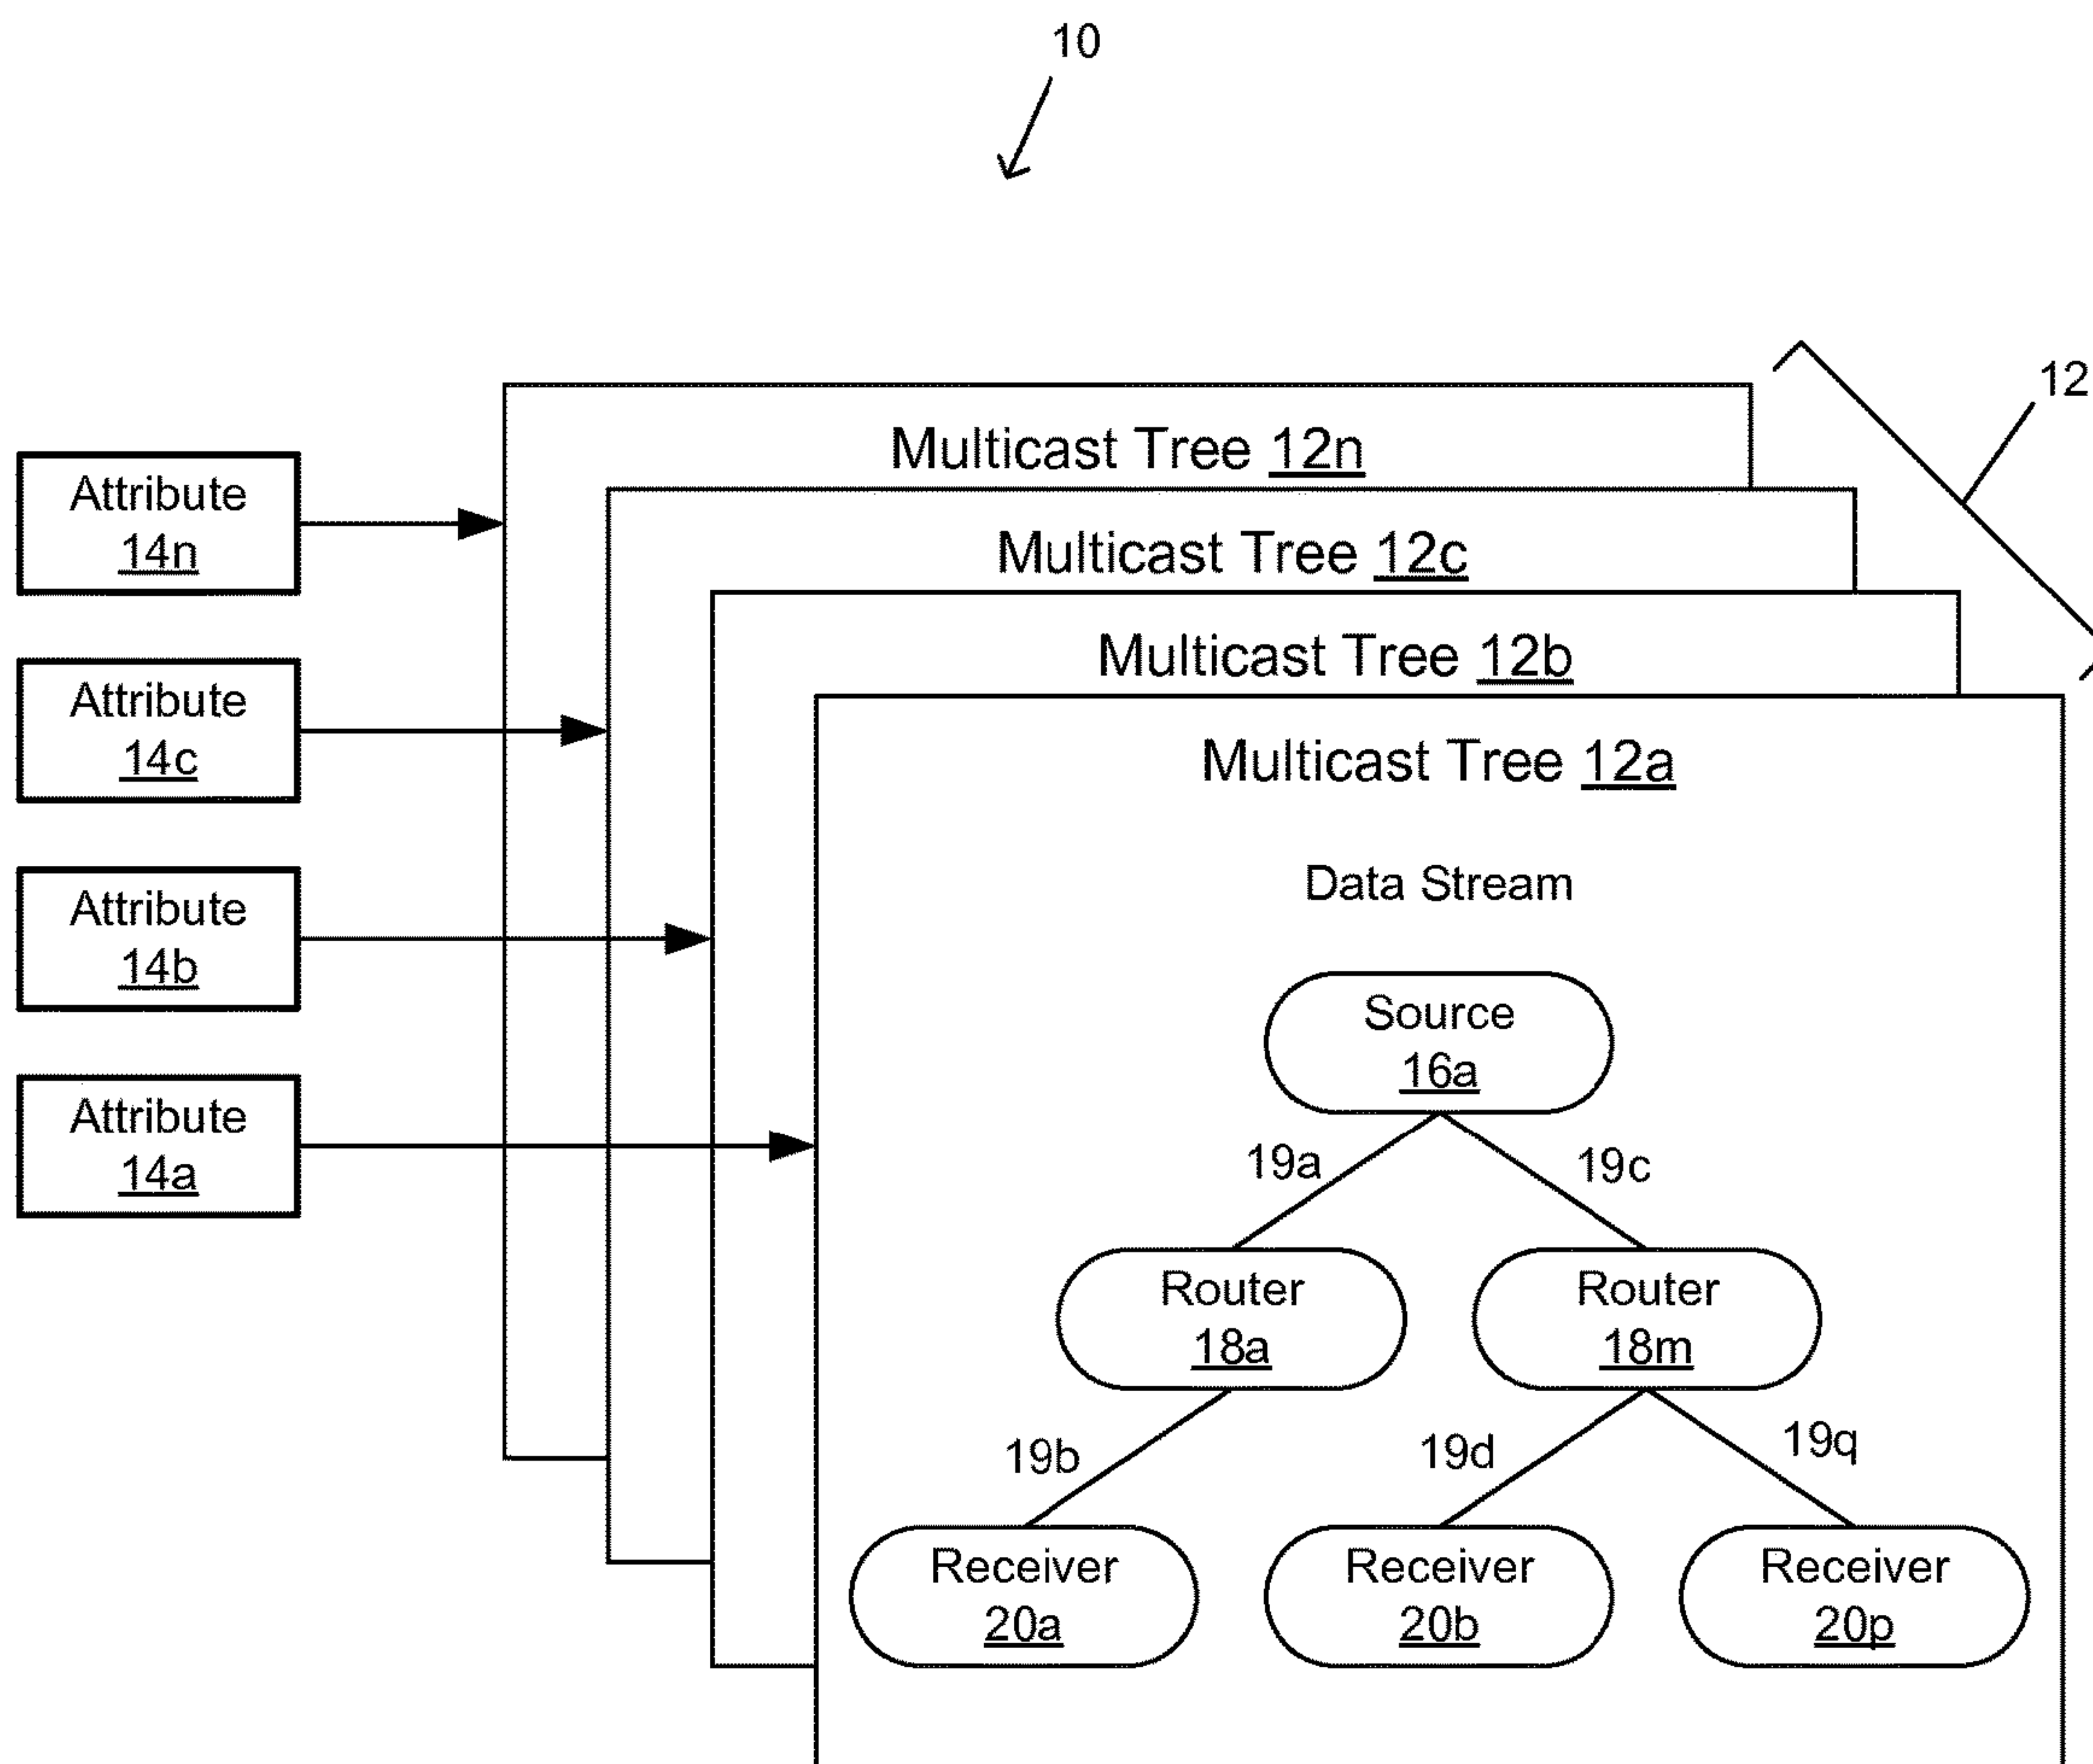 10
12
Multicast Tree 12n
Attribute
14n
Multicast Tree 12c
Multicast Tree 12b
Attribute
14c
Multicast Tree 12a
Data Stream
Attribute
14b
Source
16a
Attribute
14a
19a
19c
Router
18a
Router
18m
19b
19d
19q
Receiver
20a
Receiver
20b
Receiver
20p